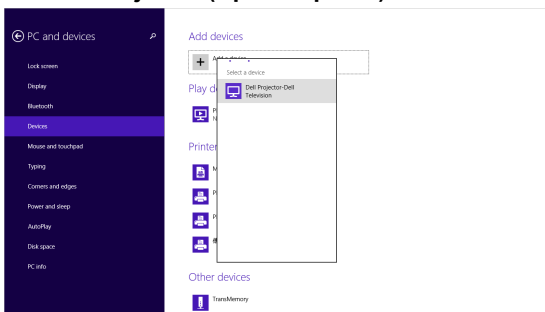 PC and devices
Lock screen
Display
Bluetooth
Devices
Mouse and touchpad
Typing
Corners and edges
Power and sleep
AutoPlay
Disk space
PC info
Add devices
Select a device
Dell Projector-Dell
Television
Play
Printer
Other devices
TransMemory